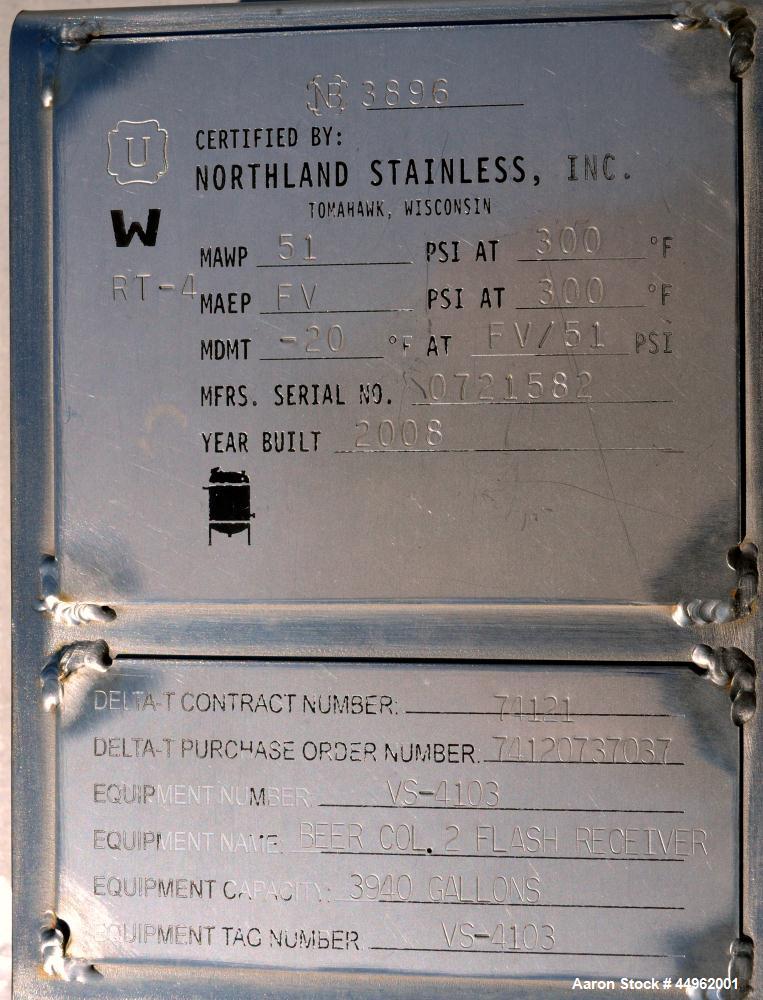 NB 3896
U
CERTIFIED BY:
NORTHLAND STAINLESS, INC.
TOMAHAWK, WISCONSIN
W
RT-4
MAWP 51 PSI AT 300 °F
MAEP FV PSI AT 300 °F
MDMT -20 °F AT FV/51 PSI
MFRS. SERIAL NO. 0721582
YEAR BUILT 2008
DELTA-T CONTRACT NUMBER: 74121
DELTA-T PURCHASE ORDER NUMBER: 74120737037
EQUIPMENT NUMBER: VS-4103
EQUIPMENT NAME: BEER COL. 2 FLASH RECEIVER
EQUIPMENT CAPACITY: 3940 GALLONS
EQUIPMENT TAG NUMBER VS-4103
Aaron Stock # 44962001